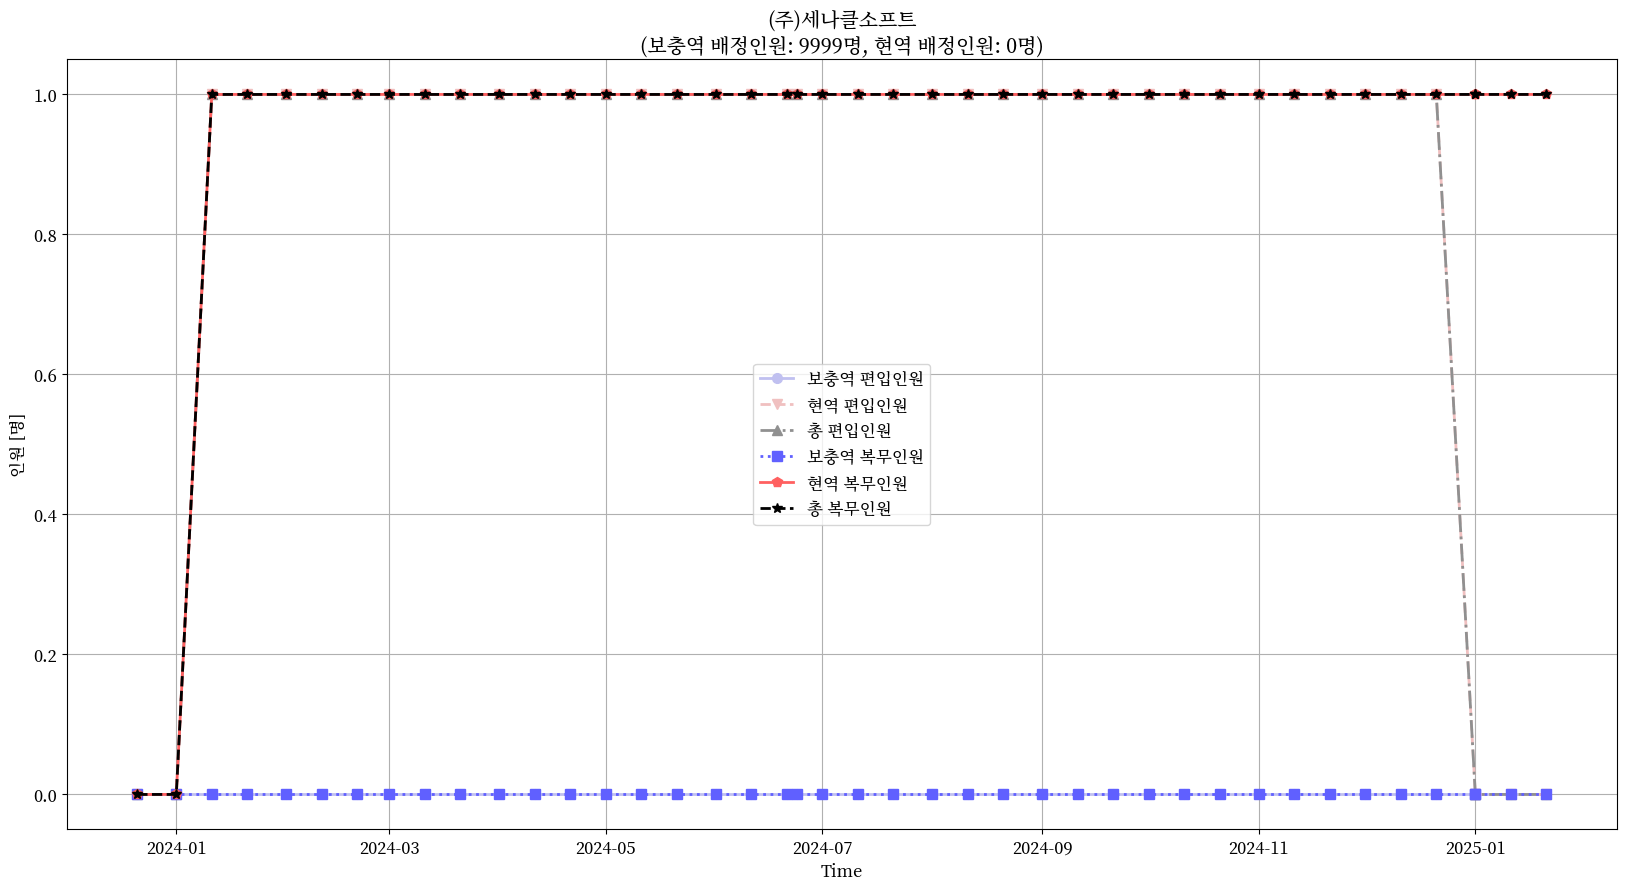 (주)세나클소프트
(보충역 배정인원: 9999명, 현역 배정인원: 0명)
인원 [명]
1.0
0.8
0.6
0.4
0.2
0.0
보충역 편입인원
현역 편입인원
총 편입인원
보충역 복무인원
현역 복무인원
총 복무인원
2024-01 2024-03 2024-05 2024-07 2024-09 2024-11 2025-01
Time